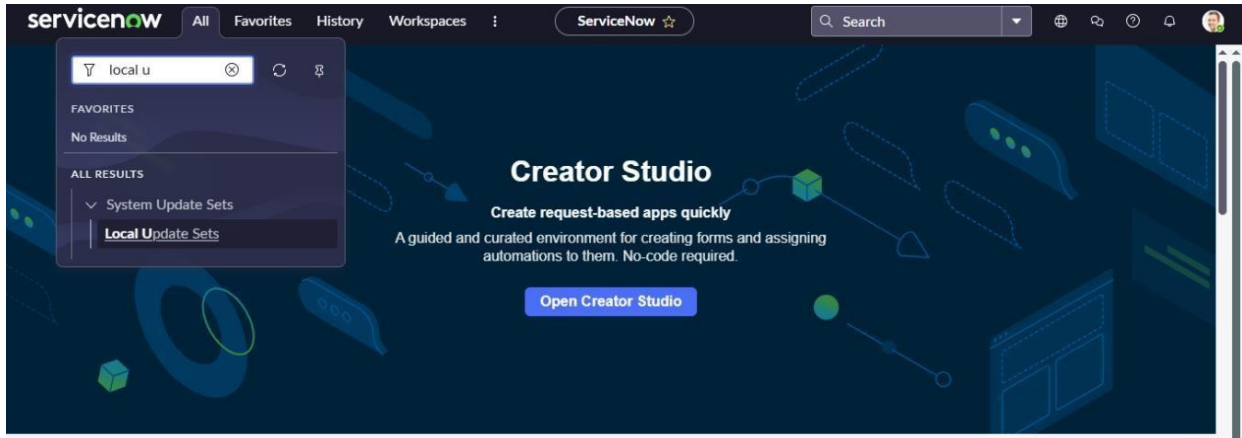 servicenow All Favorites History Workspaces ServiceNow Search
local u
FAVORITES
No Results
ALL RESULTS
System Update Sets
Local Update Sets
Creator Studio
Create request-based apps quickly
A guided and curated environment for creating forms and assigning
automations to them. No-code required.
Open Creator Studio